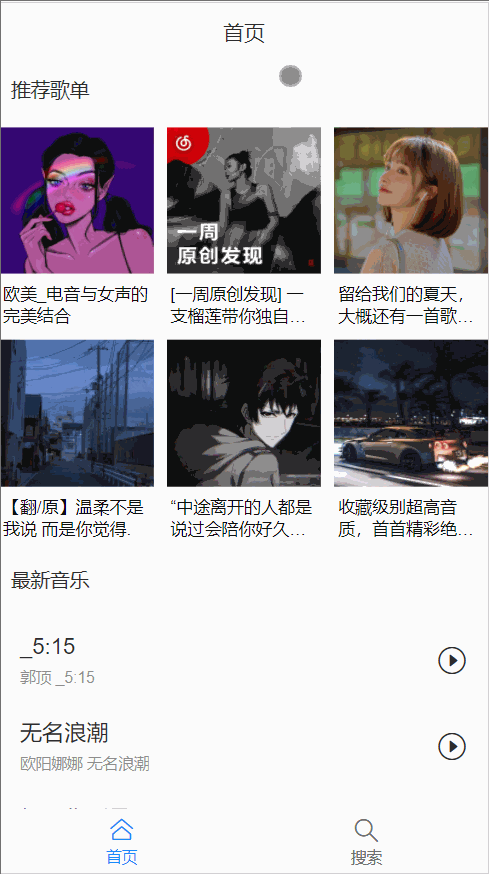 首页
推荐歌单
一周
原创发现
欧美_电音与女声的
完美结合
[一周原创发现] 一
支榴莲带你独自…
留给我们的夏天，
大概还有一首歌…
【翻/原】温柔不是
我说 而是你觉得.
“中途离开的人都是
说过会陪你好久…
收藏级别超高音
质，首首精彩绝…
最新音乐
_5:15
郭顶 _5:15
无名浪潮
欧阳娜娜 无名浪潮
首页
搜索